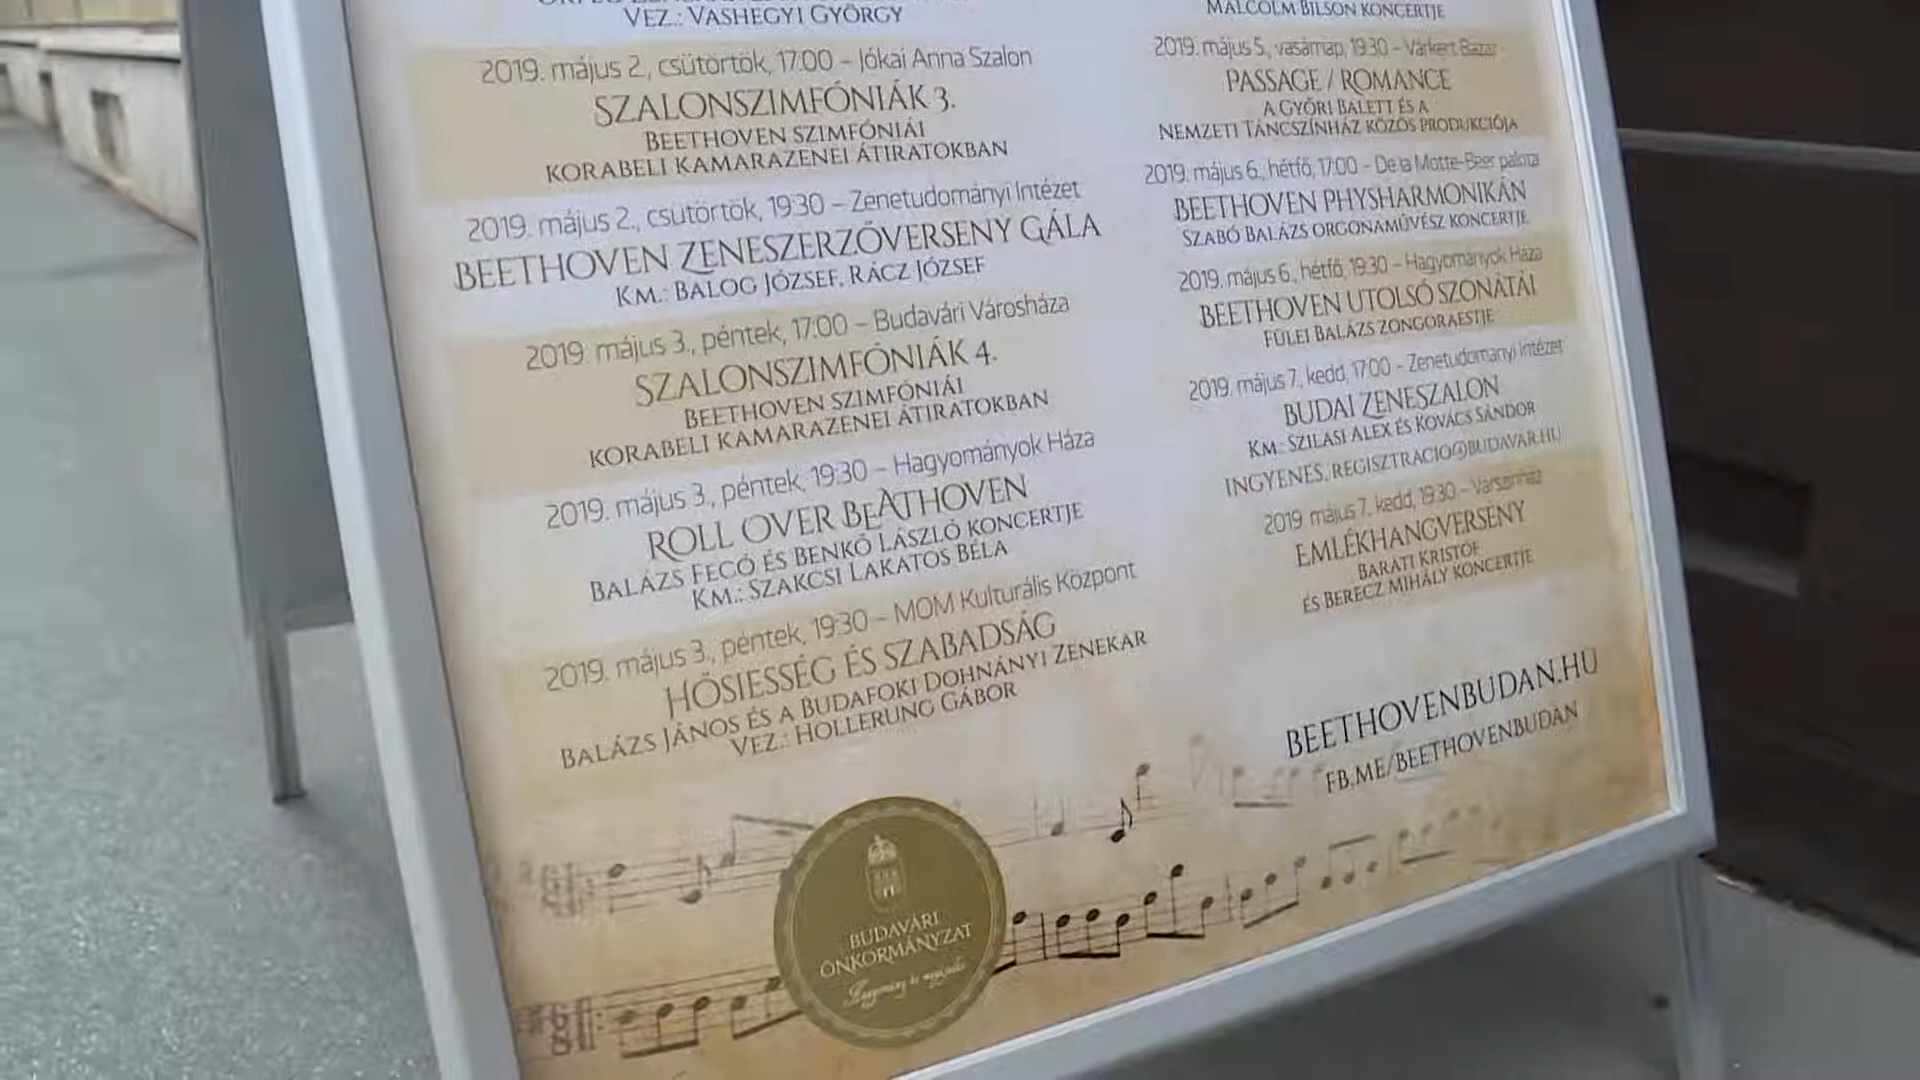 VEZ.: VASHEGYI GYÖRGY
2019. május 2., csütörtök, 17:00 – Jókai Anna Szalon
SZALONSZIMFÓNIÁK 3.
BEETHOVEN SZIMFÓNIÁI
KORABELI KAMARAZENEI ÁTIRATOKBAN
2019. május 2., csütörtök, 19:30 – Zenetudományi Intézet
BEETHOVEN ZENESZERZŐVERSENY GÁLA
KM.: BALOG JÓZSEF, RÁCZ JÓZSEF
2019. május 3., péntek, 17:00 – Budavári Városháza
SZALONSZIMFÓNIÁK 4.
BEETHOVEN SZIMFÓNIÁI
KORABELI KAMARAZENEI ÁTIRATOKBAN
2019. május 3., péntek, 19:30 – Hagyományok Háza
ROLL OVER BEATHOVEN
BALÁZS FECÓ ÉS BENKŐ LÁSZLÓ KONCERTJE
KM.: SZAKCSI LAKATOS BÉLA
2019. május 3., péntek, 19:30 – MOM Kulturális Központ
HŐSIESSÉG ÉS SZABADSÁG
BALÁZS JÁNOS ÉS A BUDAFOKI DOHNÁNYI ZENEKAR
VEZ.: HOLLERUNG GÁBOR
MALCOLM BILSON KONCERTJE
2019. május 5., vasárnap, 19:30 – Várkert Bazár
PASSAGE / ROMANCE
A GYŐRI BALETT ÉS A
NEMZETI TÁNCSZÍNHÁZ KÖZÖS PRODUKCIÓJA
2019. május 6., hétfő, 17:00 – De la Motte-Beer palota
BEETHOVEN PHYSHARMONIKÁN
SZABÓ BALÁZS ORGONAMŰVÉSZ KONCERTJE
2019. május 6., hétfő, 19:30 – Hagyományok Háza
BEETHOVEN UTOLSÓ SZONÁTÁI
FÜLEI BALÁZS ZONGORAESTJE
2019. május 7., kedd, 17:00 – Zenetudományi Intézet
BUDAI ZENESZALON
KM.: SZILASI ALEX ÉS KOVÁCS SÁNDOR
INGYENES, REGISZTRACIO@BUDAVAR.HU
2019. május 7., kedd, 19:30 – Várszínház
EMLÉKHANGVERSENY
BARÁTI KRISTÓF
ÉS BERECZ MIHÁLY KONCERTJE
BEETHOVENBUDAN.HU
FB.ME/BEETHOVENBUDAN
BUDAVÁRI
ÖNKORMÁNYZAT